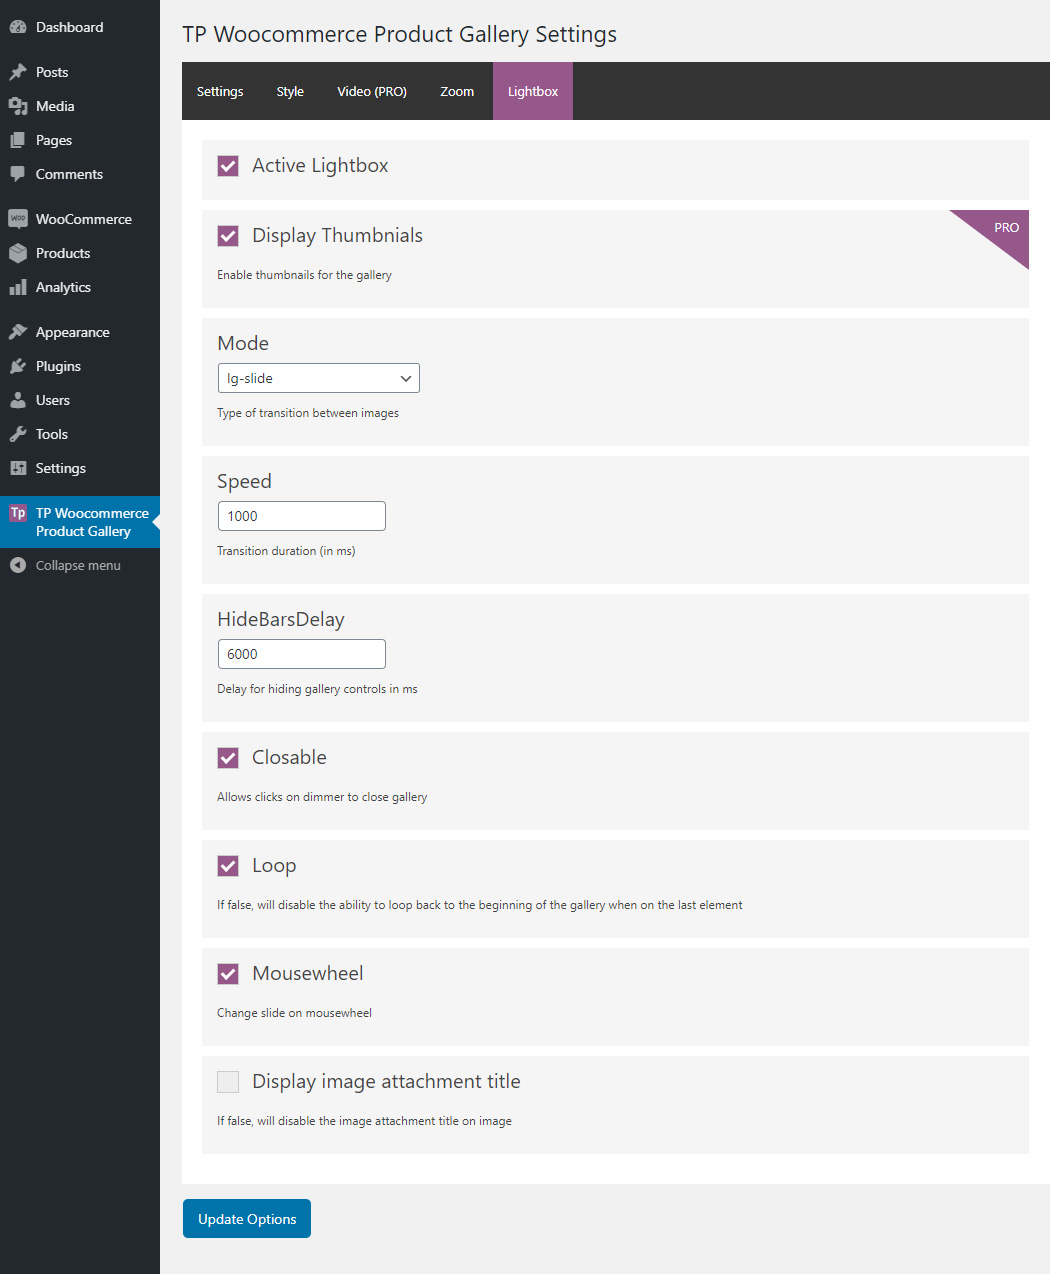 Dashboard
Posts
Media
Pages
Comments
WOO
WooCommerce
Products
Analytics
Appearance
Plugins
Users
Tools
Settings
Tp
TP Woocommerce
Product Gallery
Collapse menu
TP Woocommerce Product Gallery Settings
Settings Style Video (PRO) Zoom Lightbox
Active Lightbox
Display Thumbnials
PRO
Enable thumbnails for the gallery
Mode
lg-slide
Type of transition between images
Speed
1000
Transition duration (in ms)
HideBarsDelay
6000
Delay for hiding gallery controls in ms
Closable
Allows clicks on dimmer to close gallery
Loop
If false, will disable the ability to loop back to the beginning of the gallery when on the last element
Mousewheel
Change slide on mousewheel
Display image attachment title
If false, will disable the image attachment title on image
Update Options